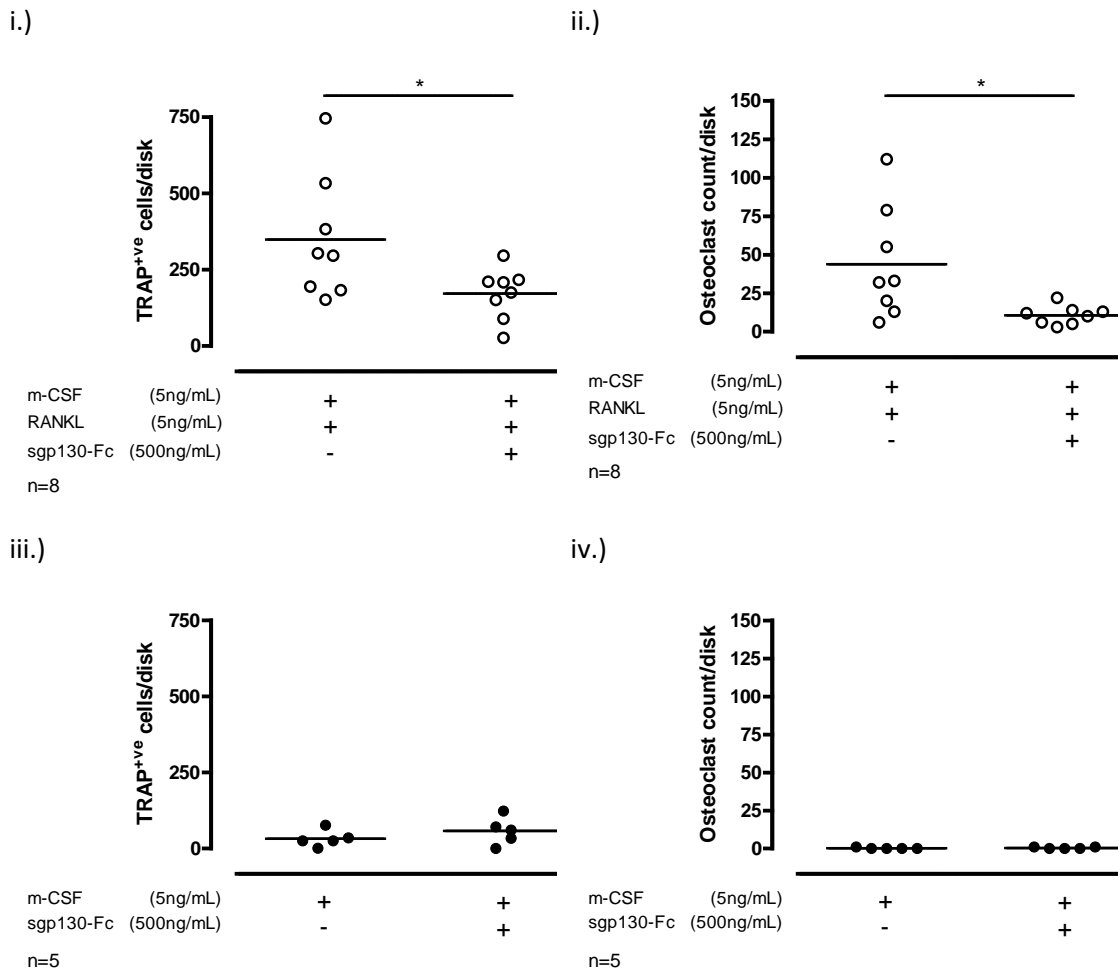 i.)
*
TRAP+ve cells/disk
750
500
250
0
m-CSF (5ng/mL) + +
RANKL (5ng/mL) + +
sgp130-Fc (500ng/mL) - +
n=8
ii.)
*
Osteoclast count/disk
150
125
100
75
50
25
0
m-CSF (5ng/mL) + +
RANKL (5ng/mL) + +
sgp130-Fc (500ng/mL) - +
n=8
iii.)
TRAP+ve cells/disk
750
500
250
0
m-CSF (5ng/mL) + +
sgp130-Fc (500ng/mL) - +
n=5
iv.)
Osteoclast count/disk
150
125
100
75
50
25
0
m-CSF (5ng/mL) + +
sgp130-Fc (500ng/mL) - +
n=5